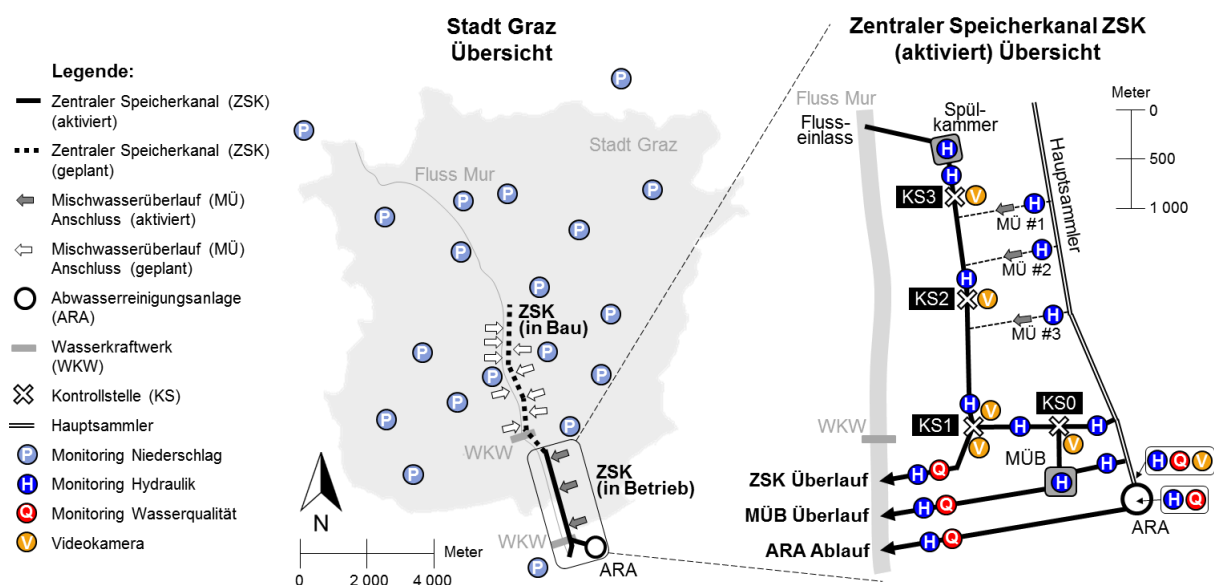 Legende:
Zentraler Speicherkanal (ZSK)
(aktiviert)
Zentraler Speicherkanal (ZSK)
(geplant)
Mischwasserüberlauf (MÜ)
Anschluss (aktiviert)
Mischwasserüberlauf (MÜ)
Anschluss (geplant)
Abwasserreinigungsanlage
(ARA)
Wasserkraftwerk
(WKW)
Kontrollstelle (KS)
Hauptsammler
P Monitoring Niederschlag
H Monitoring Hydraulik
Q Monitoring Wasserqualität
V Videokamera
Stadt Graz
Übersicht
P
P
Stadt Graz
Fluss Mur
P
P
P
P
P
P
P
P
ZSK
(in Bau)
P
P
P
P
P
P
P
P
WKW
P
ZSK
(in Betrieb)
N
WKW
Meter
0 2 000 4 000
P
ARA
Zentraler Speicherkanal ZSK
(aktiviert) Übersicht
Fluss Mur
Fluss-
einlass
Spül-
kammer
Meter
0
500
1 000
Hauptsammler
H
H
KS3 V
H
MÜ #1
H
MÜ #2
H
KS2 V
H
MÜ #3
H V
KS1 H KS0 H
V V
WKW
MÜB H
H Q V
ZSK Überlauf H Q
H
H Q
MÜB Überlauf H Q
ARA
ARA Ablauf H Q